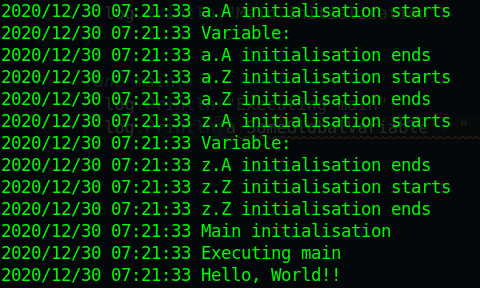 2020/12/30 07:21:33 a.A initialisation starts
2020/12/30 07:21:33 Variable:
2020/12/30 07:21:33 a.A initialisation ends
2020/12/30 07:21:33 a.Z initialisation starts
2020/12/30 07:21:33 a.Z initialisation ends
2020/12/30 07:21:33 z.A initialisation starts
2020/12/30 07:21:33 Variable:
2020/12/30 07:21:33 z.A initialisation ends
2020/12/30 07:21:33 z.Z initialisation starts
2020/12/30 07:21:33 z.Z initialisation ends
2020/12/30 07:21:33 Main initialisation
2020/12/30 07:21:33 Executing main
2020/12/30 07:21:33 Hello, World!!